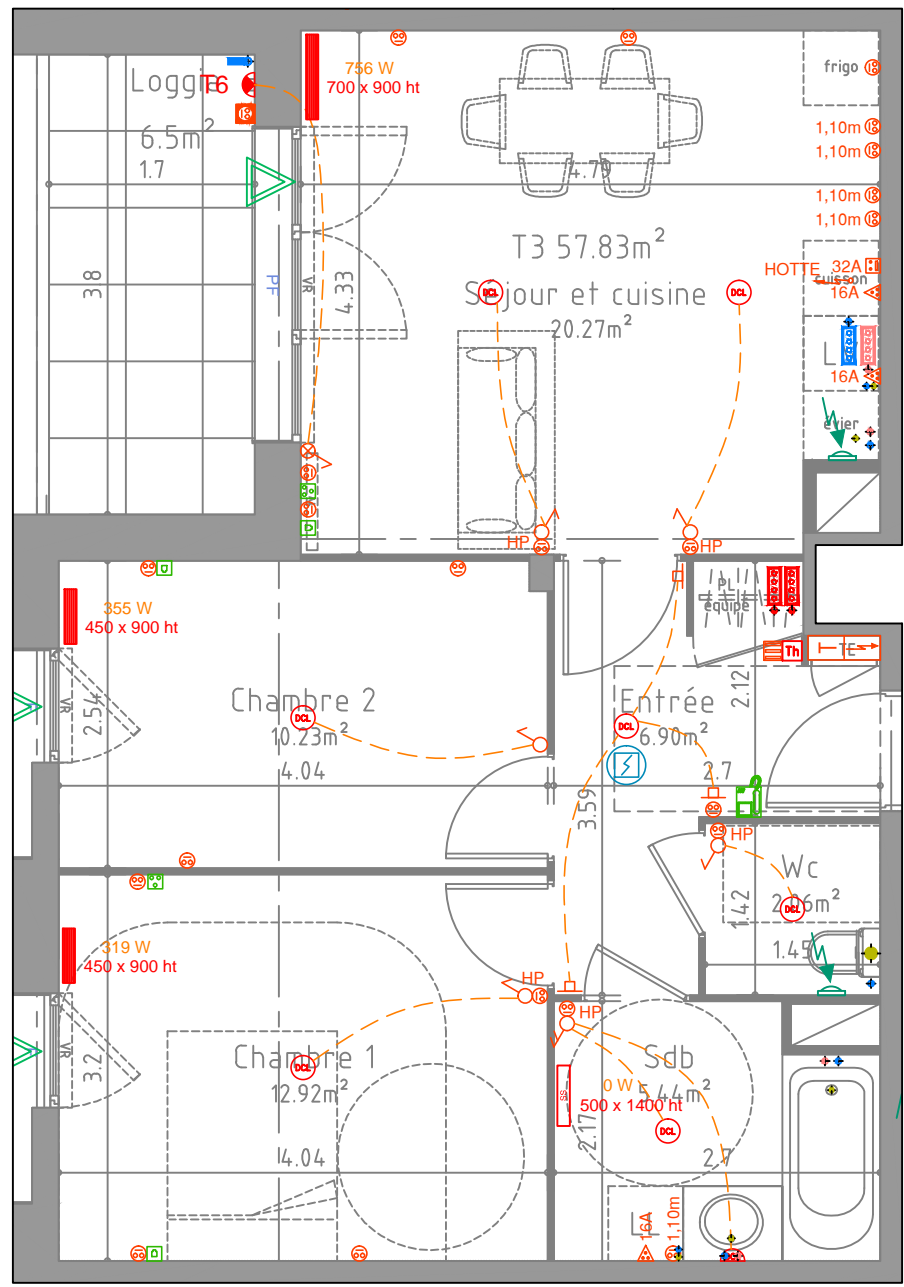 Loggia
T6
6.5m²
1.7
3.8
PF
VR
4.33
756 W
700 x 900 ht
4.79
T3 57.83m²
Séjour et cuisine
20.27m²
DCL
DCL
frigo
1,10m
1,10m
1,10m
1,10m
HOTTE
32A
cuisson
16A
L
16A
évier
HP
HP
PL
équipé
Th
TE
355 W
450 x 900 ht
VR
2.54
Chambre 2
DCL
10.23m²
4.04
Entrée
DCL
6.90m²
2.12
2.7
3.59
HP
Wc
DCL
2.06m²
1.42
1.45
319 W
450 x 900 ht
VR
3.2
Chambre 1
DCL
12.92m²
4.04
HP
HP
Sdb
SS
0 W
5.44m²
500 x 1400 ht
DCL
2.17
2.7
16A
1,10m